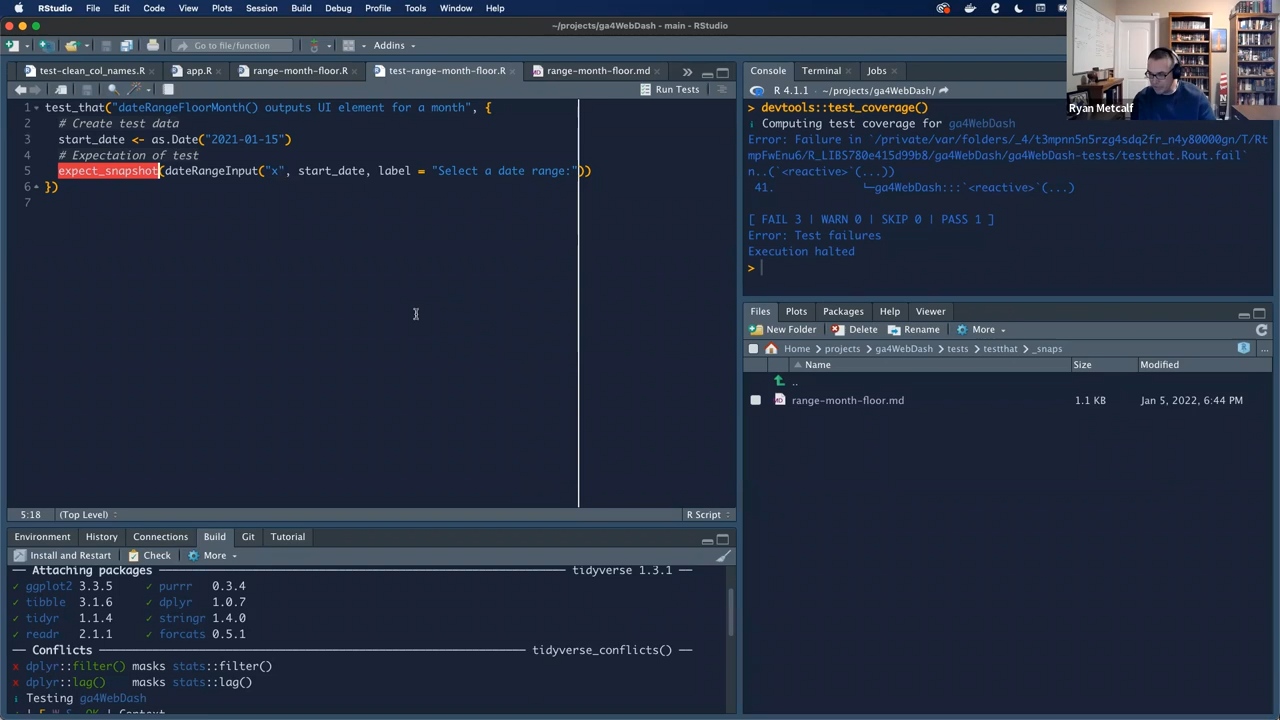 RStudio File Edit Code View Plots Session Build Debug Profile Tools Window Help
~/projects/ga4WebDash - main - RStudio
Go to file/function Addins
test-clean_col_names.R app.R range-month-floor.R test-range-month-floor.R range-month-floor.md
Run Tests
1 test_that("dateRangeFloorMonth() outputs UI element for a month", {
2 # Create test data
3 start_date <- as.Date("2021-01-15")
4 # Expectation of test
5 expect_snapshot(dateRangeInput("x", start_date, label = "Select a date range:"))
6 })
7
5:18 (Top Level) R Script
Environment History Connections Build Git Tutorial
Install and Restart Check More
── Attaching packages ── tidyverse 1.3.1 ──
✓ ggplot2 3.3.5 ✓ purrr 0.3.4
✓ tibble 3.1.6 ✓ dplyr 1.0.7
✓ tidyr 1.1.4 ✓ stringr 1.4.0
✓ readr 2.1.1 ✓ forcats 0.5.1
── Conflicts ── tidyverse_conflicts() ──
x dplyr::filter() masks stats::filter()
x dplyr::lag() masks stats::lag()
i Testing ga4WebDash
Console Terminal Jobs
R 4.1.1 · ~/projects/ga4WebDash/
> devtools::test_coverage()
i Computing test coverage for ga4WebDash
Error: Failure in `/private/var/folders/_4/t3mpnn5n5rzg4sdq2fr_n4y80000gn/T/Rt
mpFwEnu6/R_LIBS780e415d99b8/ga4WebDash/ga4WebDash-tests/testthat.Rout.fail`
n..(`<reactive>`(...))
41. └─ga4WebDash:::`<reactive>`(...)
[ FAIL 3 | WARN 0 | SKIP 0 | PASS 1 ]
Error: Test failures
Execution halted
>
Files Plots Packages Help Viewer
New Folder Delete Rename More
Home projects ga4WebDash tests testthat _snaps
Name Size Modified
..
range-month-floor.md 1.1 KB Jan 5, 2022, 6:44 PM
Ryan Metcalf